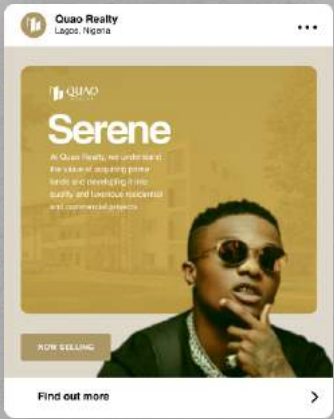 Quao Realty
Lagos, Nigeria
QUAO
Serene
At Quao Realty, we understand
the value of acquiring prime
lands and developing it into
quality and luxurious residential
and commercial projects
NOW SELLING
Find out more